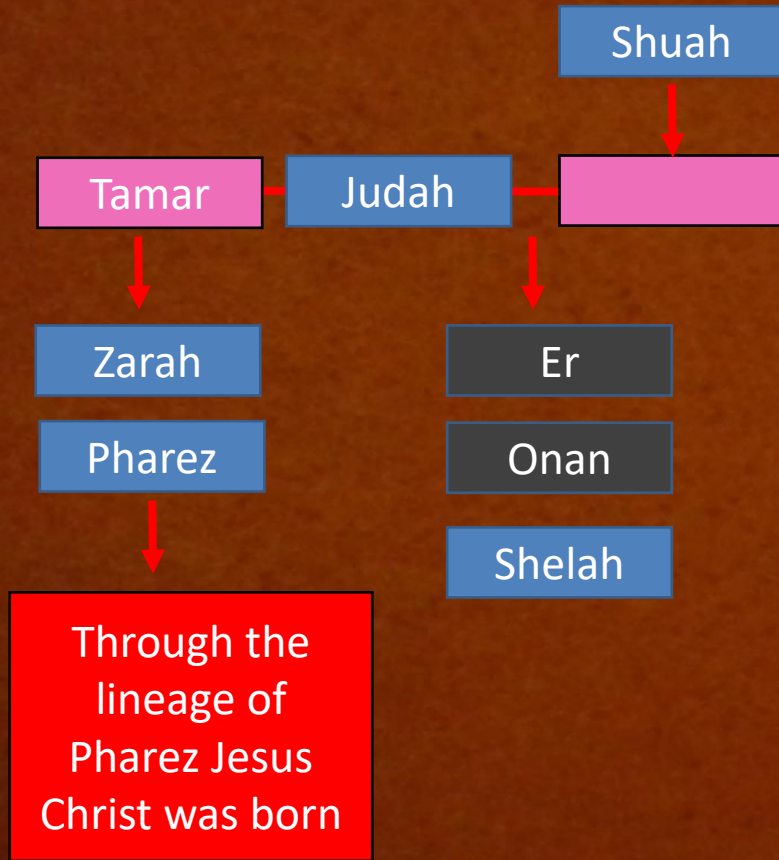 Shuah
Tamar
Judah
Zarah
Er
Pharez
Onan
Shelah
Through the
lineage of
Pharez Jesus
Christ was born